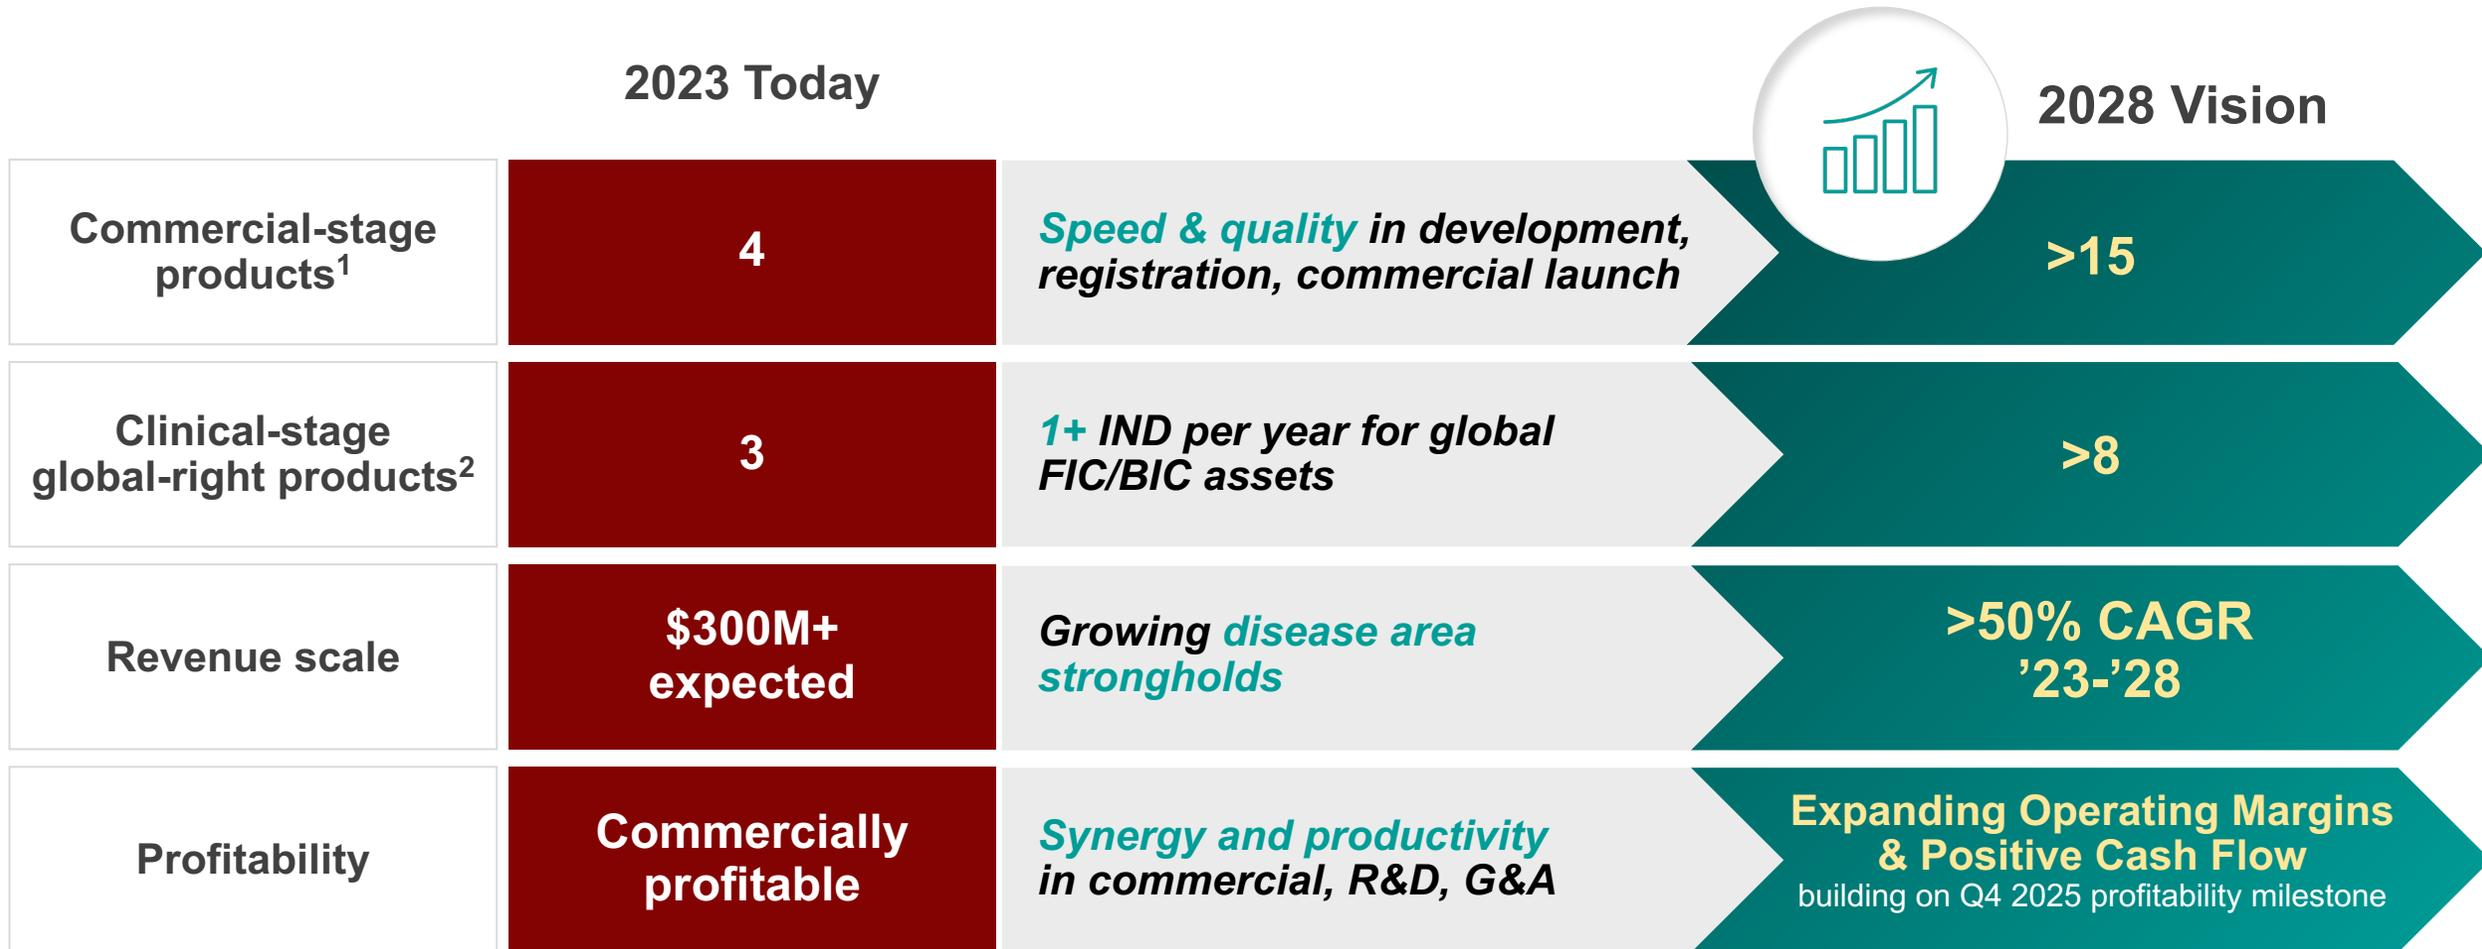 2023 Today
2028 Vision
Commercial-stage
products¹
4
Speed & quality in development,
registration, commercial launch
>15
Clinical-stage
global-right products²
3
1+ IND per year for global
FIC/BIC assets
>8
Revenue scale
$300M+
expected
Growing disease area
strongholds
>50% CAGR
’23-’28
Profitability
Commercially
profitable
Synergy and productivity
in commercial, R&D, G&A
Expanding Operating Margins
& Positive Cash Flow
building on Q4 2025 profitability milestone